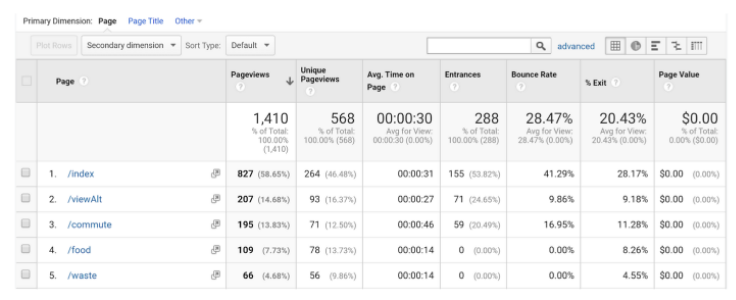 Primary Dimension: Page Page Title Other
Plot Rows Secondary dimension Sort Type: Default advanced
Page Pageviews Unique Pageviews Avg. Time on Page Entrances Bounce Rate % Exit Page Value
1,410 568 00:00:30 288 28.47% 20.43% $0.00
% of Total: 100.00% (1,410) % of Total: 100.00% (568) Avg for View: 00:00:30 (0.00%) % of Total: 100.00% (288) Avg for View: 28.47% (0.00%) Avg for View: 20.43% (0.00%) % of Total: 0.00% ($0.00)
1. /index 827 (58.65%) 264 (46.48%) 00:00:31 155 (53.82%) 41.29% 28.17% $0.00 (0.00%)
2. /viewAlt 207 (14.68%) 93 (16.37%) 00:00:27 71 (24.65%) 9.86% 9.18% $0.00 (0.00%)
3. /commute 195 (13.83%) 71 (12.50%) 00:00:46 59 (20.49%) 16.95% 11.28% $0.00 (0.00%)
4. /food 109 (7.73%) 78 (13.73%) 00:00:14 0 (0.00%) 0.00% 8.26% $0.00 (0.00%)
5. /waste 66 (4.68%) 56 (9.86%) 00:00:14 0 (0.00%) 0.00% 4.55% $0.00 (0.00%)